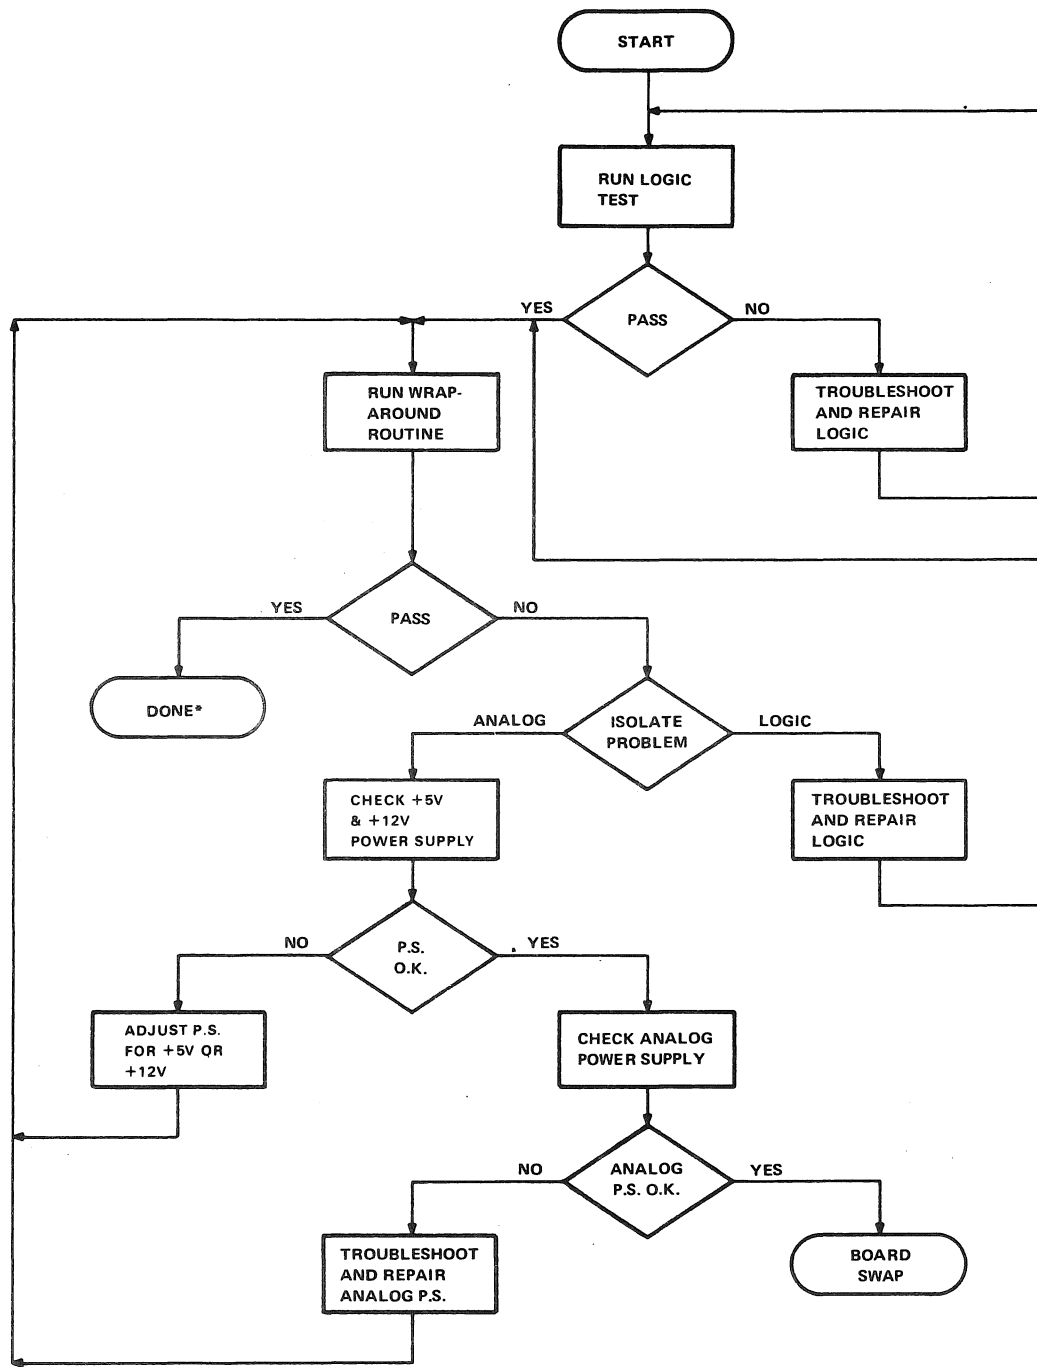 START
RUN LOGIC
TEST
YES
PASS
NO
RUN WRAP-
AROUND
ROUTINE
TROUBLESHOOT
AND REPAIR
LOGIC
YES
PASS
NO
DONE*
ANALOG
ISOLATE
PROBLEM
LOGIC
CHECK +5V
& +12V
POWER SUPPLY
TROUBLESHOOT
AND REPAIR
LOGIC
NO
P.S.
O.K.
YES
ADJUST P.S.
FOR +5V OR
+12V
CHECK ANALOG
POWER SUPPLY
NO
ANALOG
P.S. O.K.
YES
TROUBLESHOOT
AND REPAIR
ANALOG P.S.
BOARD
SWAP